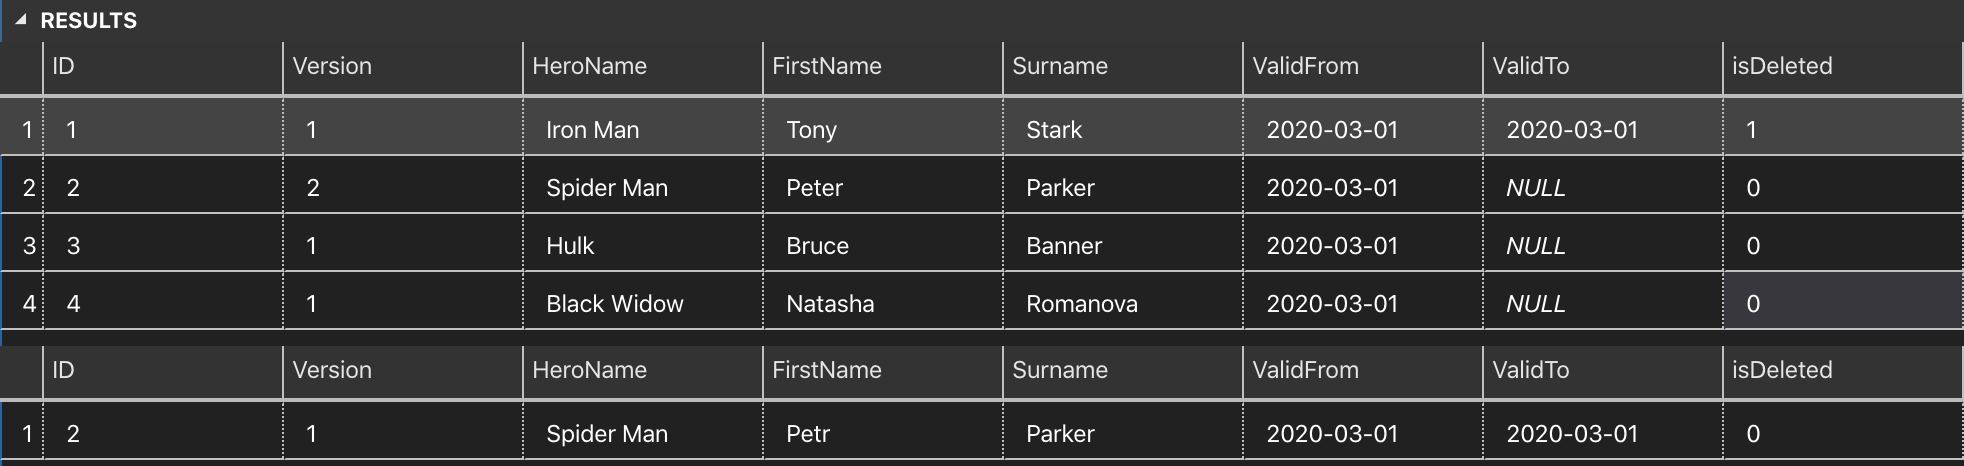 RESULTS
ID Version HeroName FirstName Surname ValidFrom ValidTo isDeleted
1 1 1 Iron Man Tony Stark 2020-03-01 2020-03-01 1
2 2 2 Spider Man Peter Parker 2020-03-01 NULL 0
3 3 1 Hulk Bruce Banner 2020-03-01 NULL 0
4 4 1 Black Widow Natasha Romanova 2020-03-01 NULL 0
ID Version HeroName FirstName Surname ValidFrom ValidTo isDeleted
1 2 1 Spider Man Petr Parker 2020-03-01 2020-03-01 0